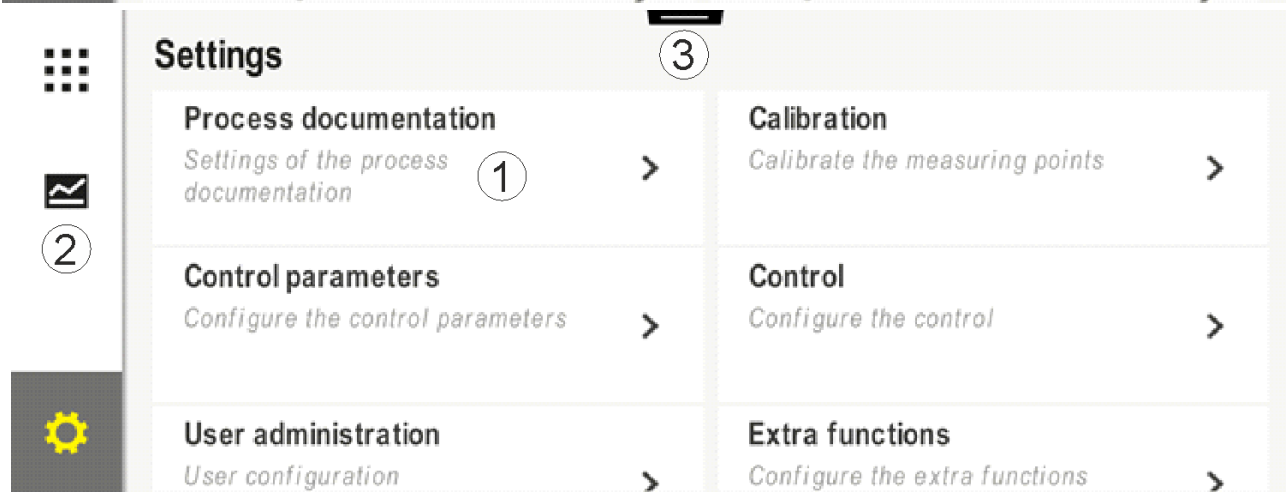 Settings
3
Process documentation
Settings of the process
documentation
1
Calibration
Calibrate the measuring points
2
Control parameters
Configure the control parameters
Control
Configure the control
User administration
User configuration
Extra functions
Configure the extra functions